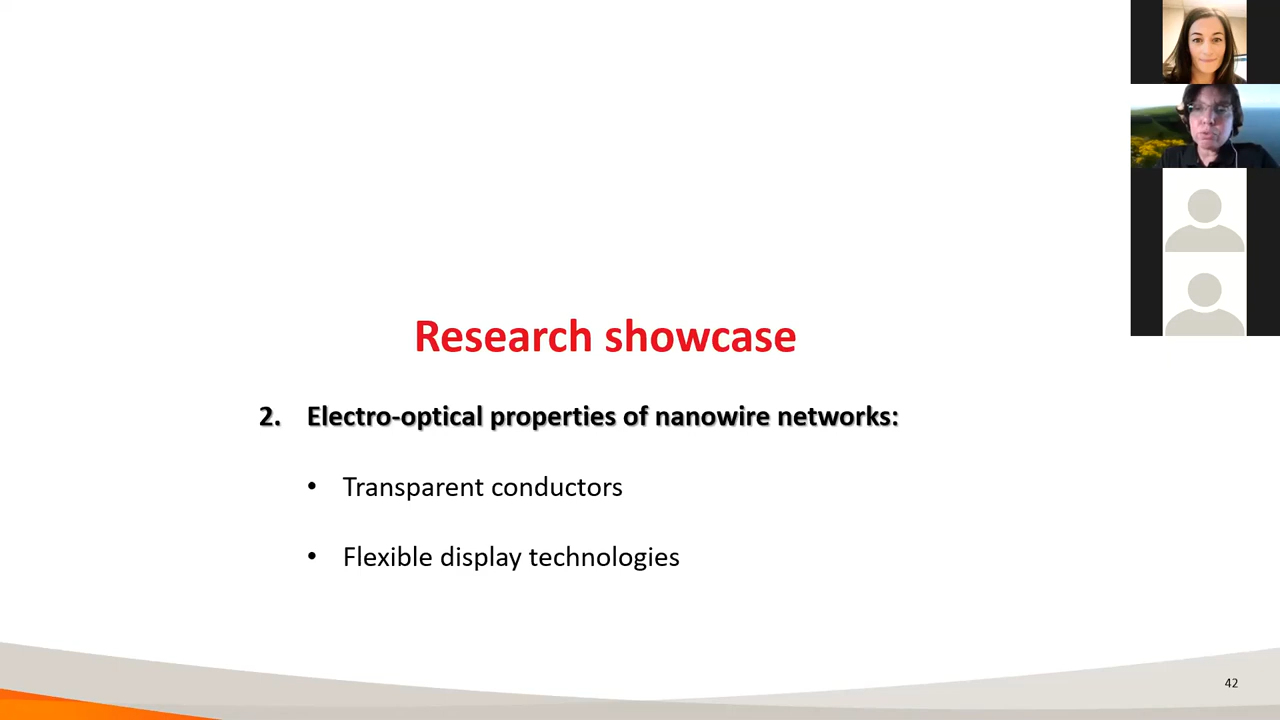 Research showcase
2. Electro-optical properties of nanowire networks:
• Transparent conductors
• Flexible display technologies
42